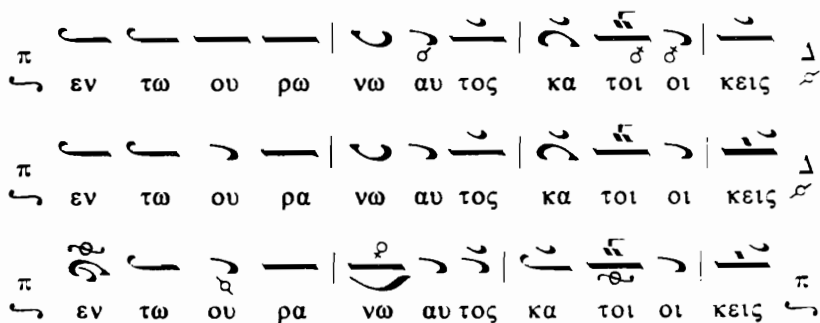 π εν τω ου ρω νω αυ τος κα τοι οι κεις
π εν τω ου ρα νω αυ τος κα τοι οι κεις
π εν τω ου ρα νω αυ τος κα τοι οι κεις π